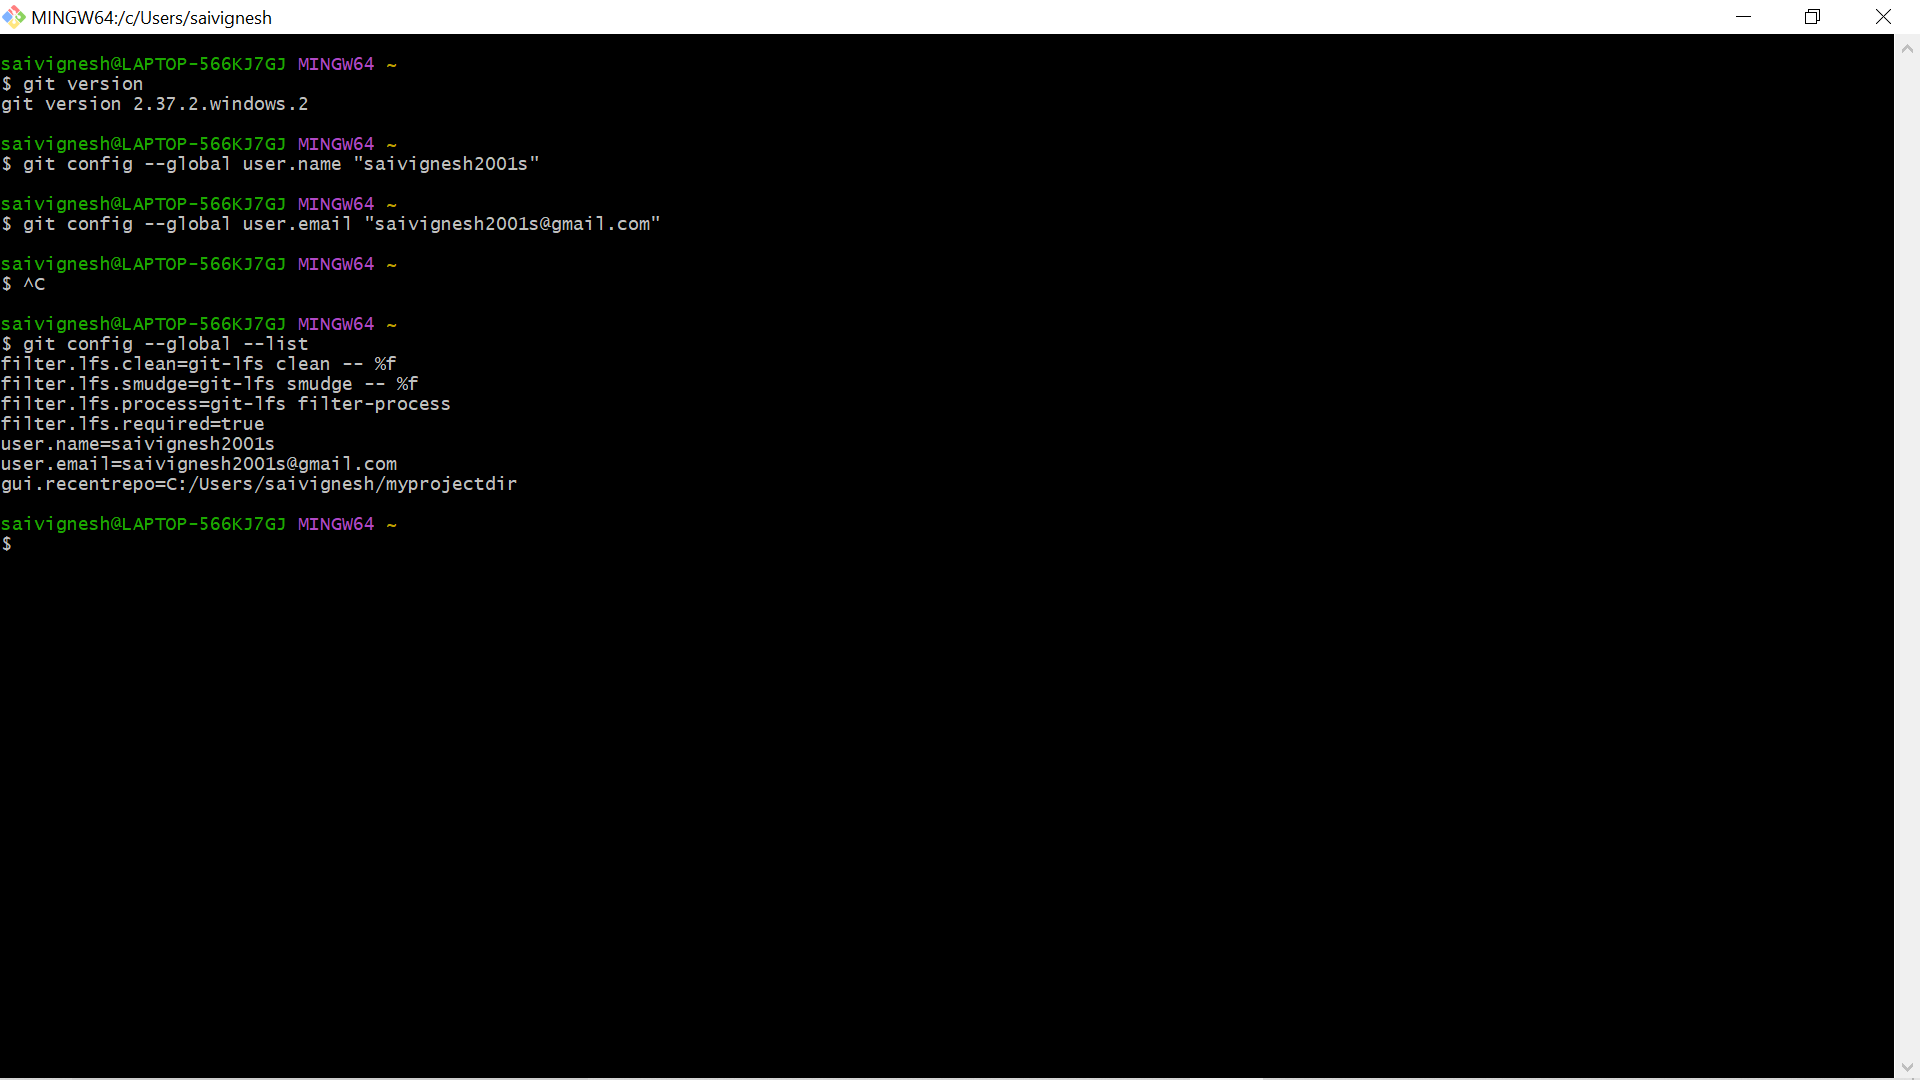 MINGW64:/c/Users/saivignesh
saivignesh@LAPTOP-566KJ7GJ MINGW64 ~
$ git version
git version 2.37.2.windows.2
saivignesh@LAPTOP-566KJ7GJ MINGW64 ~
$ git config --global user.name "saivignesh2001s"
saivignesh@LAPTOP-566KJ7GJ MINGW64 ~
$ git config --global user.email "saivignesh2001s@gmail.com"
saivignesh@LAPTOP-566KJ7GJ MINGW64 ~
$ ^C
saivignesh@LAPTOP-566KJ7GJ MINGW64 ~
$ git config --global --list
filter.lfs.clean=git-lfs clean -- %f
filter.lfs.smudge=git-lfs smudge -- %f
filter.lfs.process=git-lfs filter-process
filter.lfs.required=true
user.name=saivignesh2001s
user.email=saivignesh2001s@gmail.com
gui.recentrepo=C:/Users/saivignesh/myprojectdir
saivignesh@LAPTOP-566KJ7GJ MINGW64 ~
$